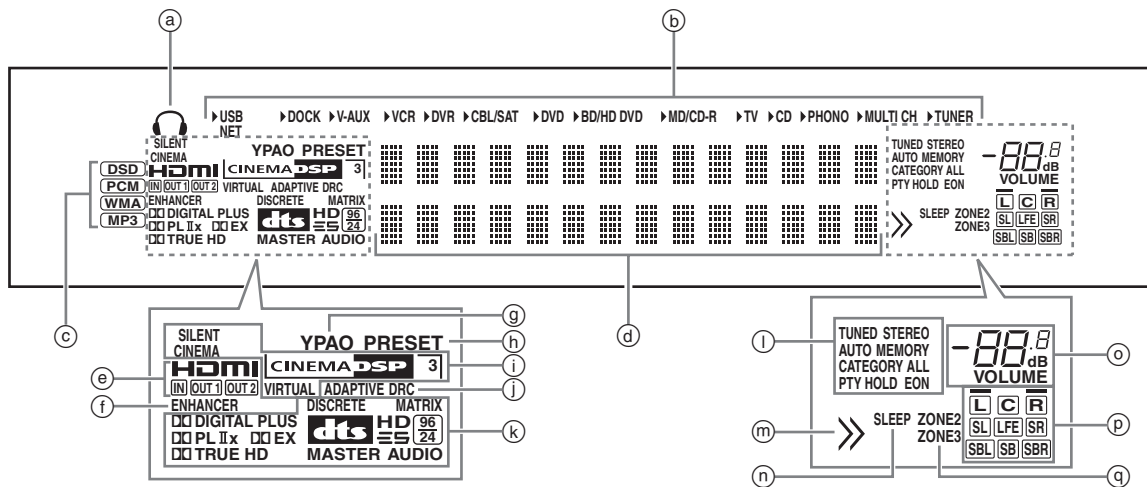 ⓐ ⓑ
▶USB ▶DOCK ▶V-AUX ▶VCR ▶DVR ▶CBL/SAT ▶DVD ▶BD/HD DVD ▶MD/CD-R ▶TV ▶CD ▶PHONO ▶MULTI CH ▶TUNER
NET
SILENT
CINEMA
YPAO PRESET
HDMI
CINEMA DSP 3
IN OUT 1 OUT 2
VIRTUAL ADAPTIVE DRC
ENHANCER DISCRETE MATRIX
DIGITAL PLUS
dts HD 96
24
PL IIx EX
ES
TRUE HD MASTER AUDIO
DSD
PCM
WMA
MP3
TUNED STEREO
AUTO MEMORY
CATEGORY ALL
PTY HOLD EON
-88.8
dB
VOLUME
L C R
SL LFE SR
SBL SB SBR
SLEEP ZONE2
ZONE3
ⓒ ⓓ
SILENT
CINEMA
YPAO PRESET
HDMI
CINEMA DSP 3
IN OUT 1 OUT 2
VIRTUAL ADAPTIVE DRC
ENHANCER DISCRETE MATRIX
DIGITAL PLUS
dts HD 96
24
PL IIx EX
ES
TRUE HD MASTER AUDIO
ⓔ
ⓕ
ⓖ
ⓗ
ⓘ
ⓙ
ⓚ
TUNED STEREO
AUTO MEMORY
CATEGORY ALL
PTY HOLD EON
-88.8
dB
VOLUME
L C R
SL LFE SR
SBL SB SBR
SLEEP ZONE2
ZONE3
ⓛ
ⓜ
ⓝ
ⓞ
ⓟ
ⓠ